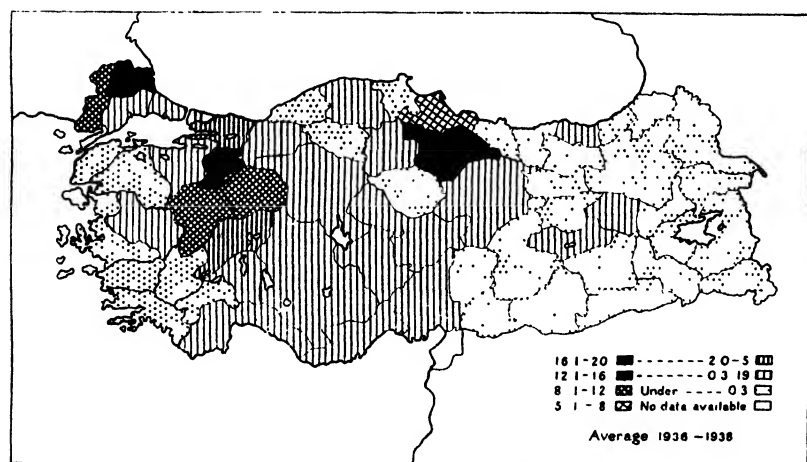 16 1-20 - - - - - - - 2 0-5
12 1-16 - - - - - - 0 3 19
8 1-12 Under - - - - 0 3
5 1-8 No data available
Average 1936-1938